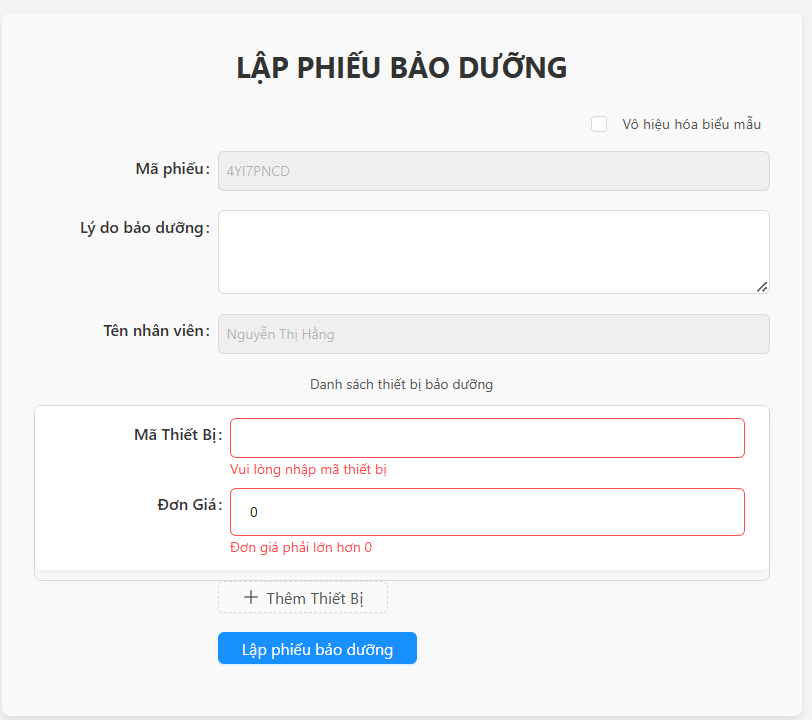 LẬP PHIẾU BẢO DƯỠNG
Vô hiệu hóa biểu mẫu
Mã phiếu: 4YI7PNCD
Lý do bảo dưỡng:
Tên nhân viên: Nguyễn Thị Hằng
Danh sách thiết bị bảo dưỡng
Mã Thiết Bị:
Vui lòng nhập mã thiết bị
Đơn Giá: 0
Đơn giá phải lớn hơn 0
+ Thêm Thiết Bị
Lập phiếu bảo dưỡng